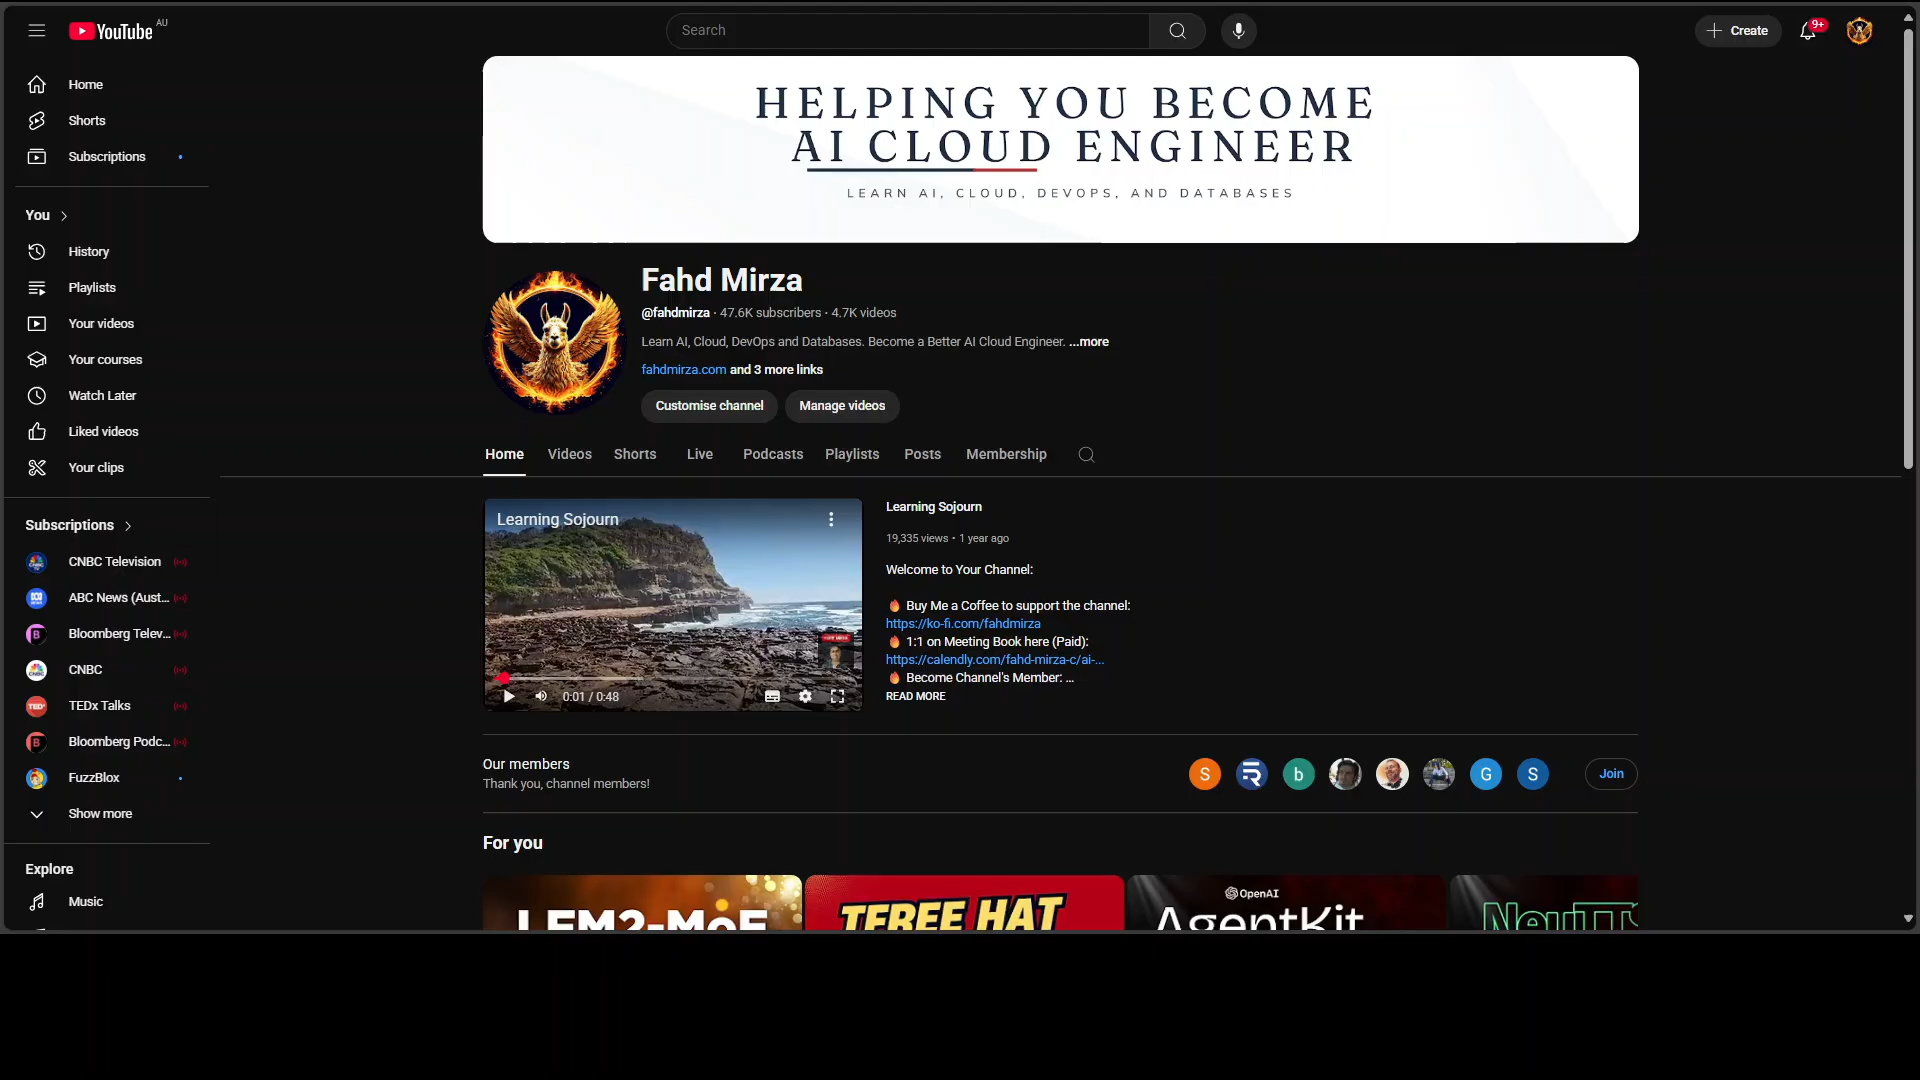 YouTube AU
Search
Create
9+
Home
Shorts
Subscriptions
You
History
Playlists
Your videos
Your courses
Watch Later
Liked videos
Your clips
Subscriptions
CNBC Television
ABC News (Aust...
Bloomberg Telev...
CNBC
TEDx Talks
Bloomberg Podc...
FuzzBlox
Show more
Explore
Music
HELPING YOU BECOME
AI CLOUD ENGINEER
LEARN AI, CLOUD, DEVOPS, AND DATABASES
Fahd Mirza
@fahdmirza · 47.6K subscribers · 4.7K videos
Learn AI, Cloud, DevOps and Databases. Become a Better AI Cloud Engineer. ...more
fahdmirza.com and 3 more links
Customise channel Manage videos
Home Videos Shorts Live Podcasts Playlists Posts Membership
Learning Sojourn
0:01 / 0:48
Learning Sojourn
19,335 views • 1 year ago
Welcome to Your Channel:
🔥 Buy Me a Coffee to support the channel:
https://ko-fi.com/fahdmirza
🔥 1:1 on Meeting Book here (Paid):
https://calendly.com/fahd-mirza-c/ai-...
🔥 Become Channel's Member: ...
READ MORE
Our members
Thank you, channel members!
S b G S
Join
For you
LFM2-MoE
TEREE HAT
OpenAI
AgentKit